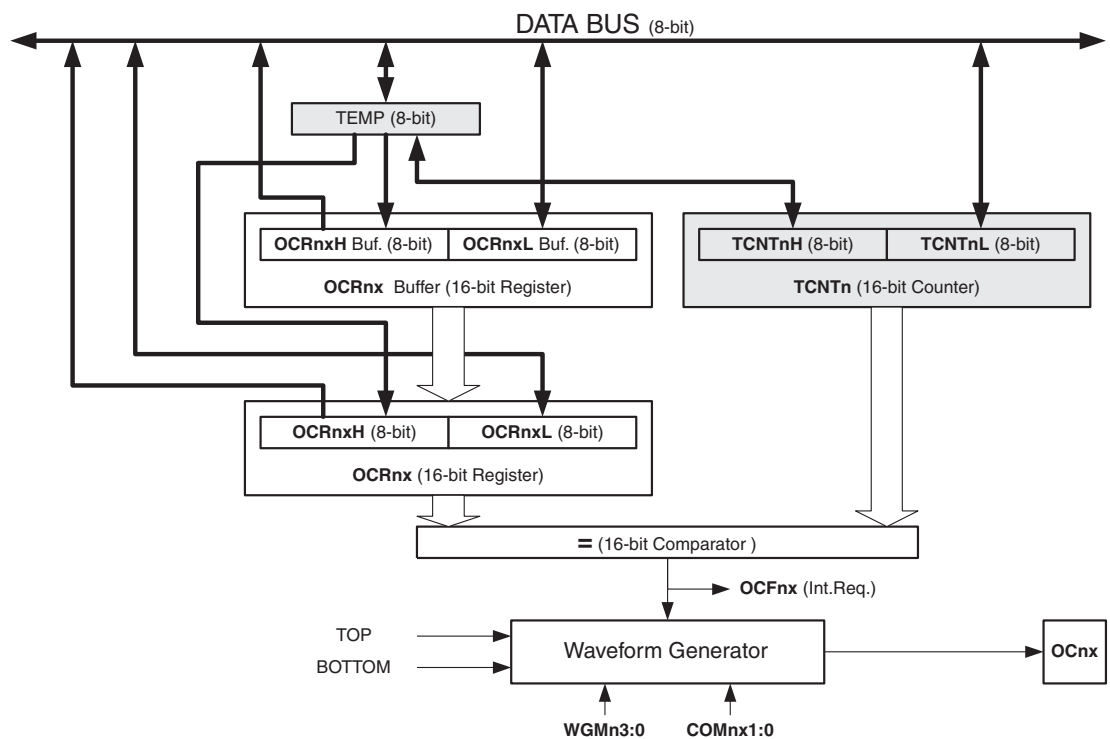 DATA BUS (8-bit)
TEMP (8-bit)
OCRnxH Buf. (8-bit)
OCRnxL Buf. (8-bit)
TCNTnH (8-bit)
TCNTnL (8-bit)
OCRnx Buffer (16-bit Register)
TCNTn (16-bit Counter)
OCRnxH (8-bit)
OCRnxL (8-bit)
OCRnx (16-bit Register)
= (16-bit Comparator )
OCFnx (Int.Req.)
TOP
BOTTOM
Waveform Generator
OCnx
WGMn3:0
COMnx1:0